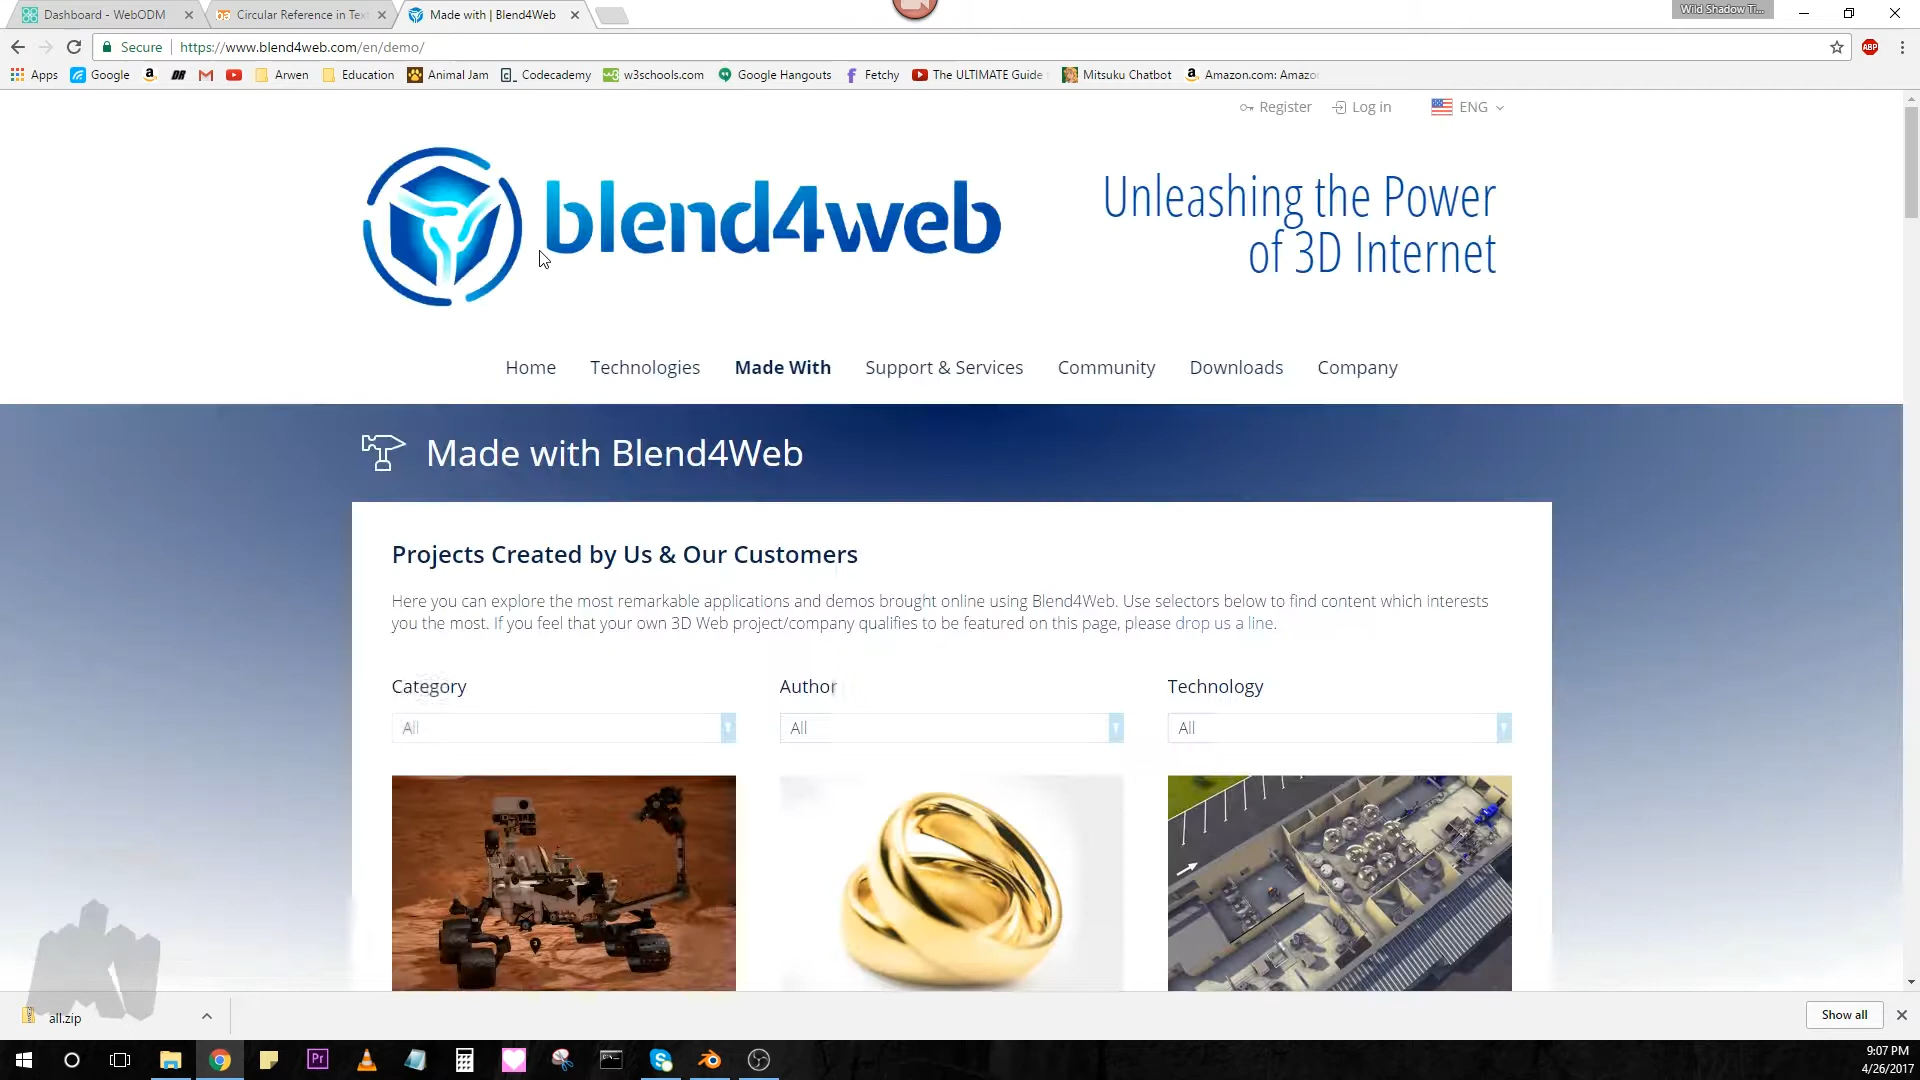 Dashboard - WebODM
Circular Reference in Text
Made with | Blend4Web
Wild Shadow Ti...
Secure
https://www.blend4web.com/en/demo/
ABP
Apps
Google
Arwen
Education
Animal Jam
Codecademy
w3schools.com
Google Hangouts
Fetchy
The ULTIMATE Guide
Mitsuku Chatbot
Amazon.com: Amazo
Register
Log in
ENG
blend4web
Unleashing the Power
of 3D Internet
Home
Technologies
Made With
Support & Services
Community
Downloads
Company
Made with Blend4Web
Projects Created by Us & Our Customers
Here you can explore the most remarkable applications and demos brought online using Blend4Web. Use selectors below to find content which interests
you the most. If you feel that your own 3D Web project/company qualifies to be featured on this page, please drop us a line.
Category
Author
Technology
All
All
All
all.zip
Show all
Pr
9:07 PM
4/26/2017